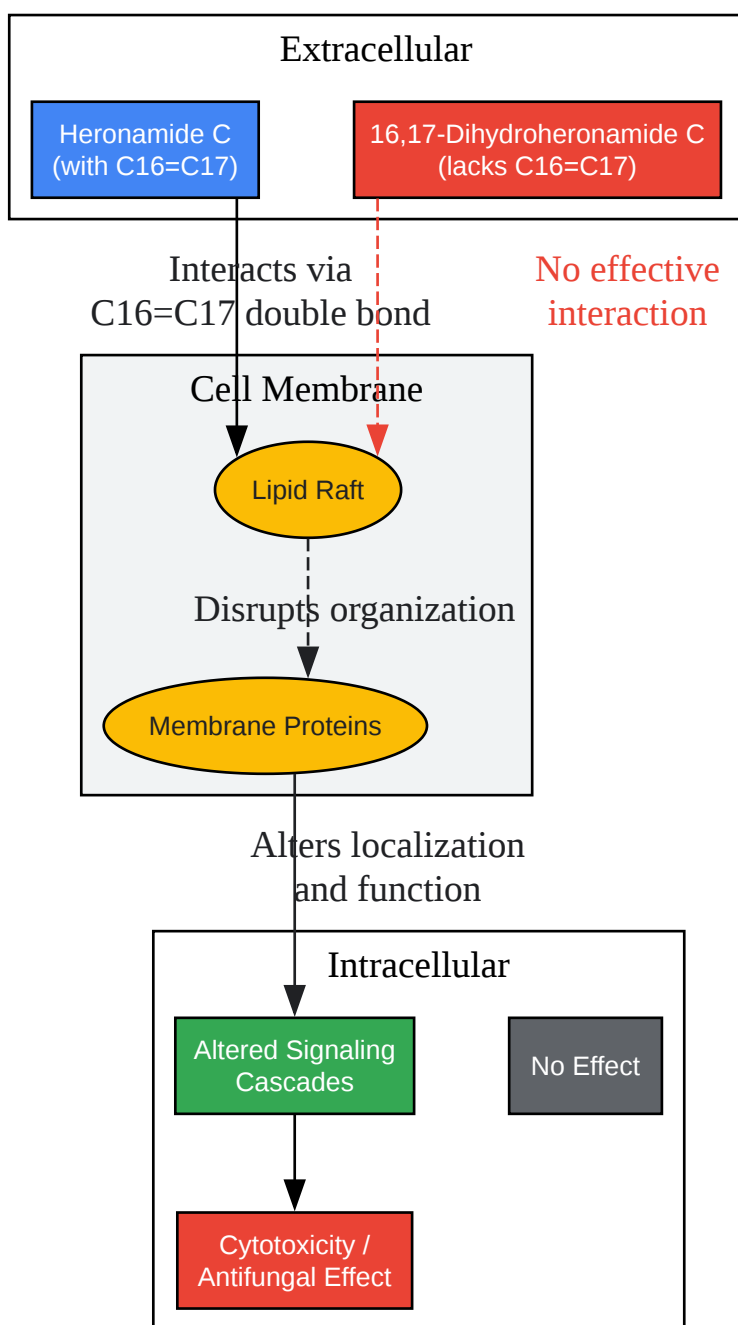 Extracellular
Heronamide C
(with C16=C17)
16,17-Dihydroheronamide C
(lacks C16=C17)
Interacts via
C16=C17 double bond
No effective
interaction
Cell Membrane
Lipid Raft
Disrupts organization
Membrane Proteins
Alters localization
and function
Intracellular
Altered Signaling
Cascades
No Effect
Cytotoxicity /
Antifungal Effect